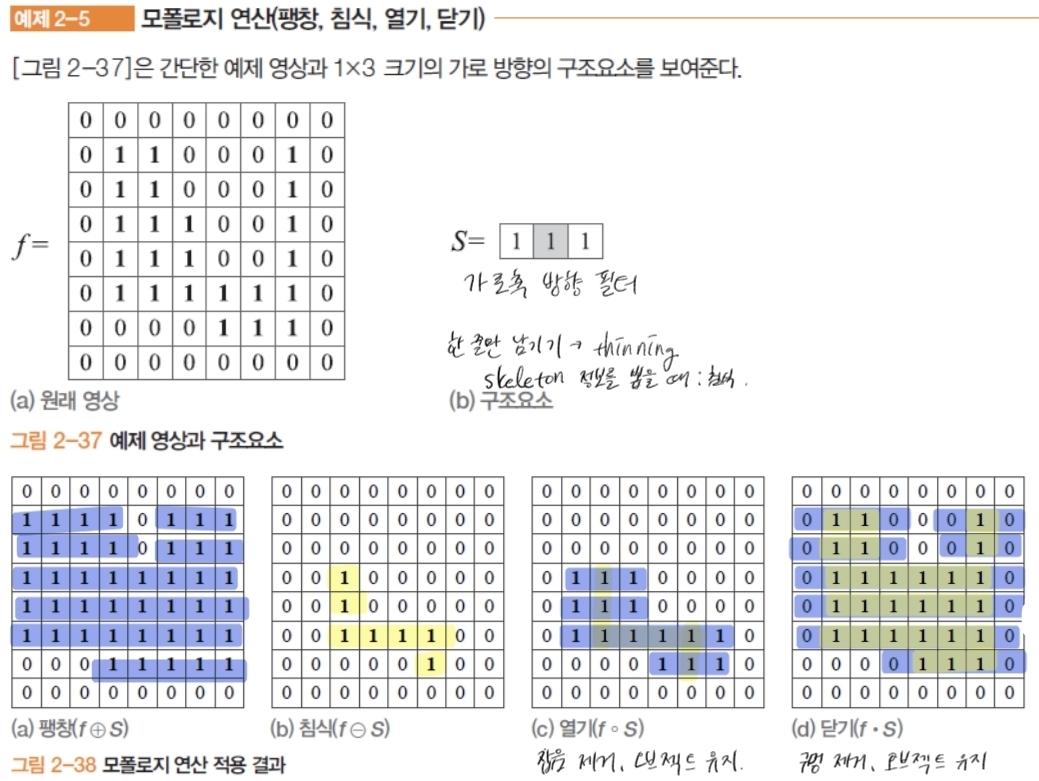 예제 2-5 모폴로지 연산(팽창, 침식, 열기, 닫기)
[그림 2-37]은 간단한 예제 영상과 1×3 크기의 가로 방향의 구조요소를 보여준다.
0 0 0 0 0 0 0 0
0 1 1 0 0 0 1 0
0 1 1 0 0 0 1 0
0 1 1 1 0 0 1 0
f= S= 1 1 1
0 1 1 1 0 0 1 0
가로축 방향 필터
0 1 1 1 1 1 1 0
0 0 0 0 1 1 1 0
한 줄만 남기기 → thinning
0 0 0 0 0 0 0 0
skeleton 정보를 뽑을 때 : 침식.
(a) 원래 영상 (b) 구조요소
그림 2-37 예제 영상과 구조요소
0 0 0 0 0 0 0 0 0 0 0 0 0 0 0 0 0 0 0 0 0 0 0 0 0 0 0 0 0 0 0 0
1 1 1 1 0 1 1 1 0 0 0 0 0 0 0 0 0 0 0 0 0 0 0 0 0 1 1 0 0 0 1 0
1 1 1 1 0 1 1 1 0 0 0 0 0 0 0 0 0 0 0 0 0 0 0 0 0 1 1 0 0 0 1 0
1 1 1 1 1 1 1 1 0 0 1 0 0 0 0 0 0 1 1 1 0 0 0 0 0 1 1 1 1 1 1 0
1 1 1 1 1 1 1 1 0 0 1 0 0 0 0 0 0 1 1 1 0 0 0 0 0 1 1 1 1 1 1 0
1 1 1 1 1 1 1 1 0 0 1 1 1 1 0 0 0 1 1 1 1 1 1 0 0 1 1 1 1 1 1 0
0 0 0 1 1 1 1 1 0 0 0 0 0 1 0 0 0 0 0 0 1 1 1 0 0 0 0 0 1 1 1 0
0 0 0 0 0 0 0 0 0 0 0 0 0 0 0 0 0 0 0 0 0 0 0 0 0 0 0 0 0 0 0 0
(a) 팽창(f⊕S) (b) 침식(f⊖S) (c) 열기(f∘S) (d) 닫기(f•S)
그림 2-38 모폴로지 연산 적용 결과
잡음 제거, 오브젝트 유지. 구멍 제거, 오브젝트 유지